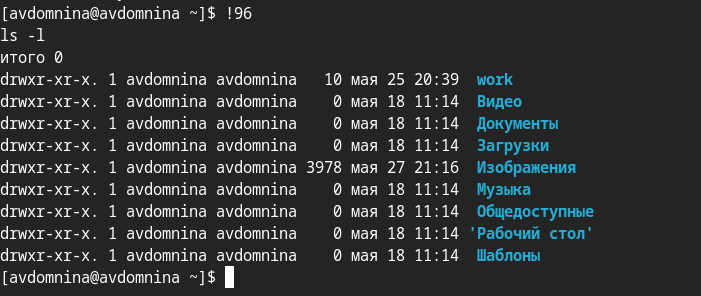 [avdomnina@avdomnina ~]$ !96
ls -l
итого 0
drwxr-xr-x. 1 avdomnina avdomnina   10 мая 25 20:39  work
drwxr-xr-x. 1 avdomnina avdomnina    0 мая 18 11:14  Видео
drwxr-xr-x. 1 avdomnina avdomnina    0 мая 18 11:14  Документы
drwxr-xr-x. 1 avdomnina avdomnina    0 мая 18 11:14  Загрузки
drwxr-xr-x. 1 avdomnina avdomnina 3978 мая 27 21:16  Изображения
drwxr-xr-x. 1 avdomnina avdomnina    0 мая 18 11:14  Музыка
drwxr-xr-x. 1 avdomnina avdomnina    0 мая 18 11:14  Общедоступные
drwxr-xr-x. 1 avdomnina avdomnina    0 мая 18 11:14 'Рабочий стол'
drwxr-xr-x. 1 avdomnina avdomnina    0 мая 18 11:14  Шаблоны
[avdomnina@avdomnina ~]$